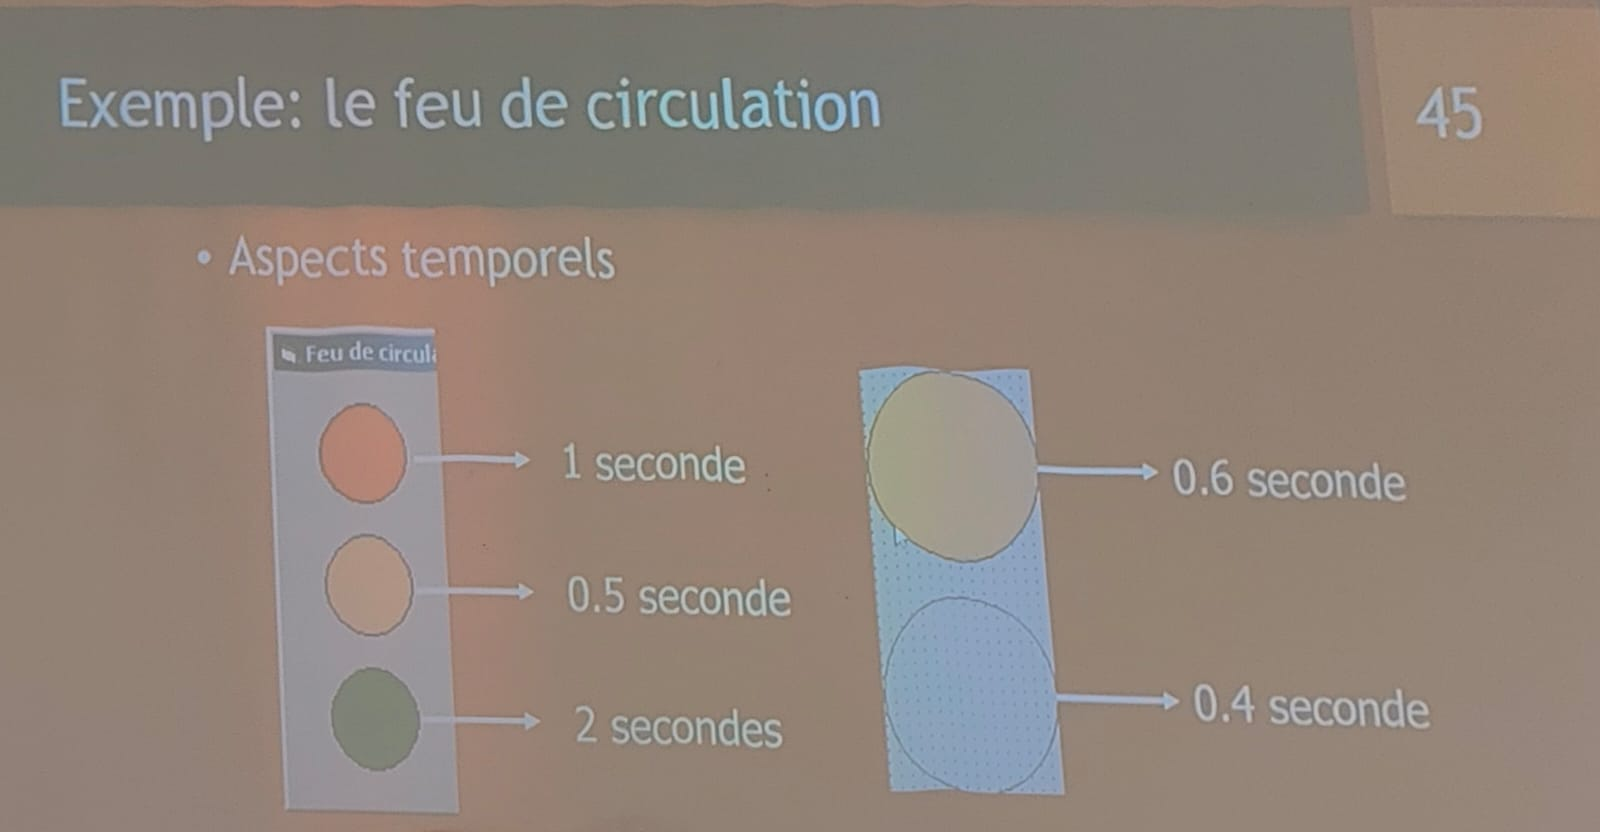 Exemple: le feu de circulation
45
• Aspects temporels
Feu de circula
1 seconde
0.5 seconde
2 secondes
0.6 seconde
0.4 seconde